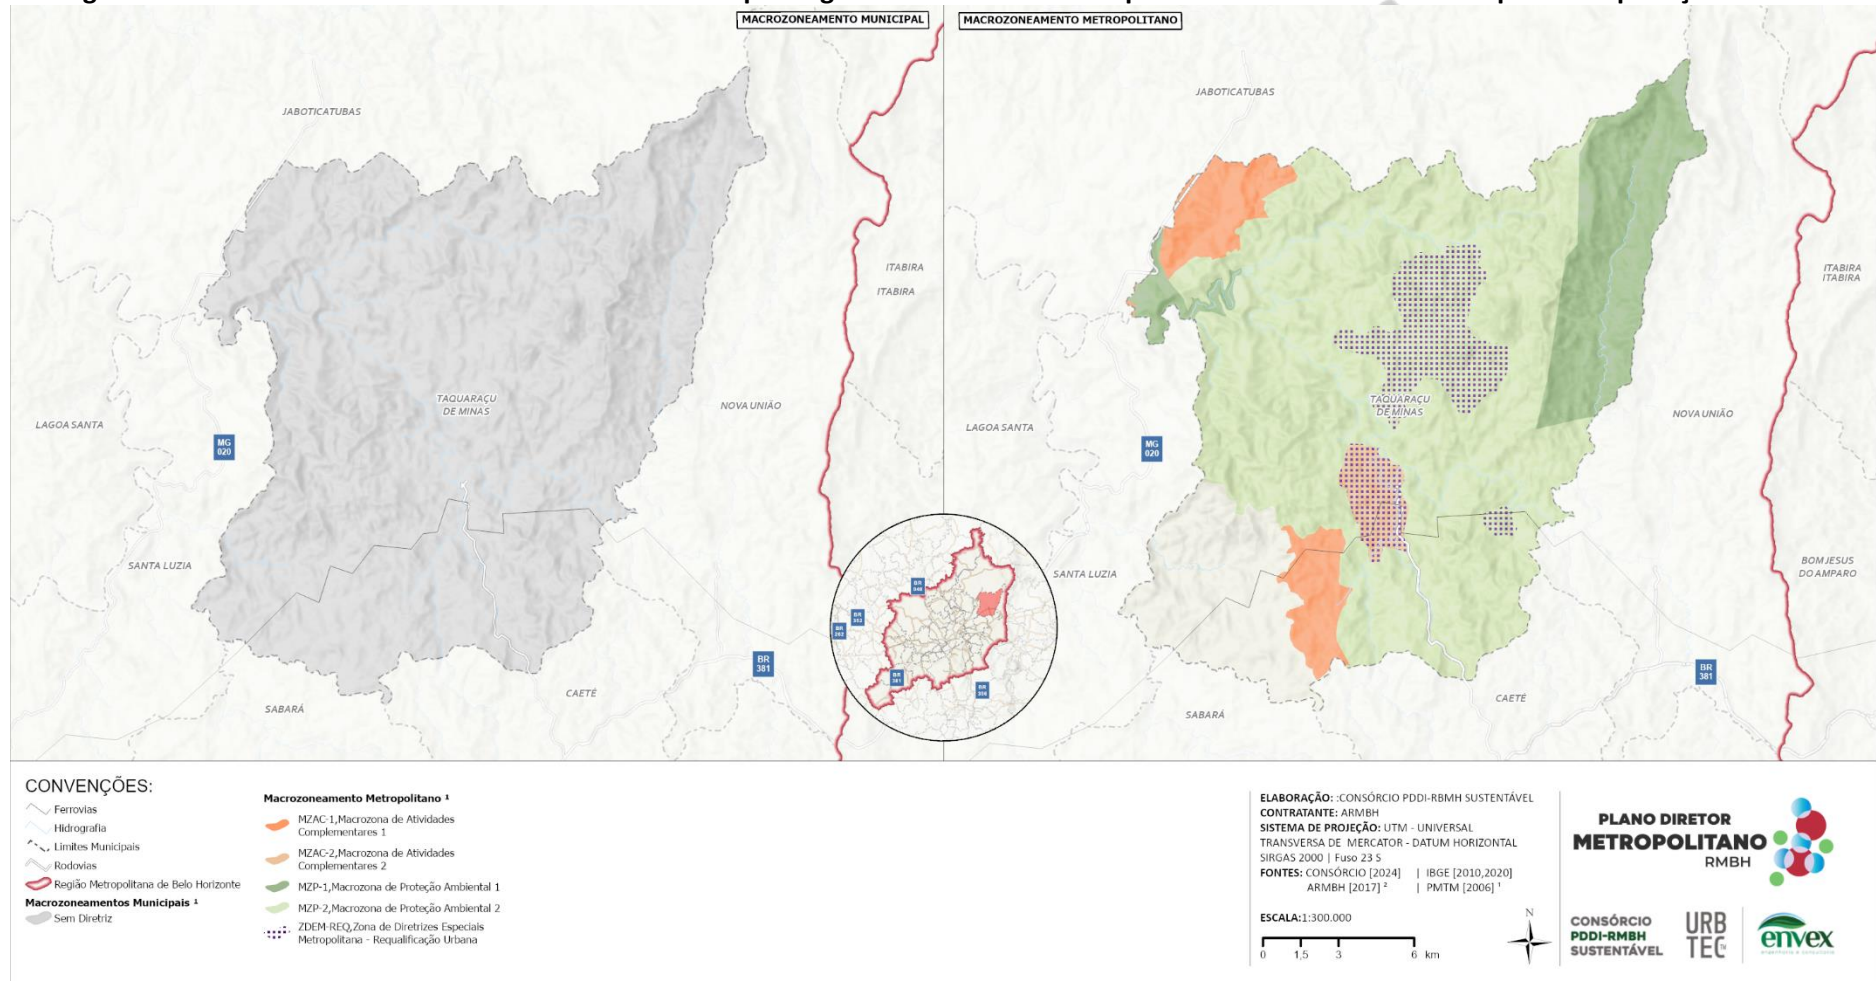 MACROZONEAMENTO MUNICIPAL
JABOTICATUBAS
ITABIRA
ITABIRA
TAQUARAÇU
DE MINAS
NOVA UNIÃO
LAGOA SANTA
MG
020
SANTA LUZIA
BR
381
CAETÉ
SABARÁ
MACROZONEAMENTO METROPOLITANO
JABOTICATUBAS
ITABIRA
ITABIRA
TAQUARAÇU
DE MINAS
NOVA UNIÃO
LAGOA SANTA
MG
020
SANTA LUZIA
BOM JESUS
DO AMPARO
BR
381
CAETÉ
SABARÁ
BR
BR
BR
BR
381
BR
CONVENÇÕES:
Ferrovias
Hidrografia
Limites Municipais
Rodovias
Região Metropolitana de Belo Horizonte
Macrozoneamentos Municipais ¹
Sem Diretriz
Macrozoneamento Metropolitano ¹
MZAC-1,Macrozona de Atividades
Complementares 1
MZAC-2,Macrozona de Atividades
Complementares 2
MZP-1,Macrozona de Proteção Ambiental 1
MZP-2,Macrozona de Proteção Ambiental 2
ZDEM-REQ,Zona de Diretrizes Especiais
Metropolitana - Requalificação Urbana
ELABORAÇÃO: :CONSÓRCIO PDDI-RBMH SUSTENTÁVEL
CONTRATANTE: ARMBH
SISTEMA DE PROJEÇÃO: UTM - UNIVERSAL
TRANSVERSA DE MERCATOR - DATUM HORIZONTAL
SIRGAS 2000 | Fuso 23 S
FONTES: CONSÓRCIO [2024] | IBGE [2010,2020]
ARMBH [2017] ² | PMTM [2006] ¹
ESCALA:1:300.000
N
0 1,5 3 6 km
PLANO DIRETOR
METROPOLITANO
RMBH
CONSÓRCIO
PDDI-RMBH
SUSTENTÁVEL
URB
TEC
envex